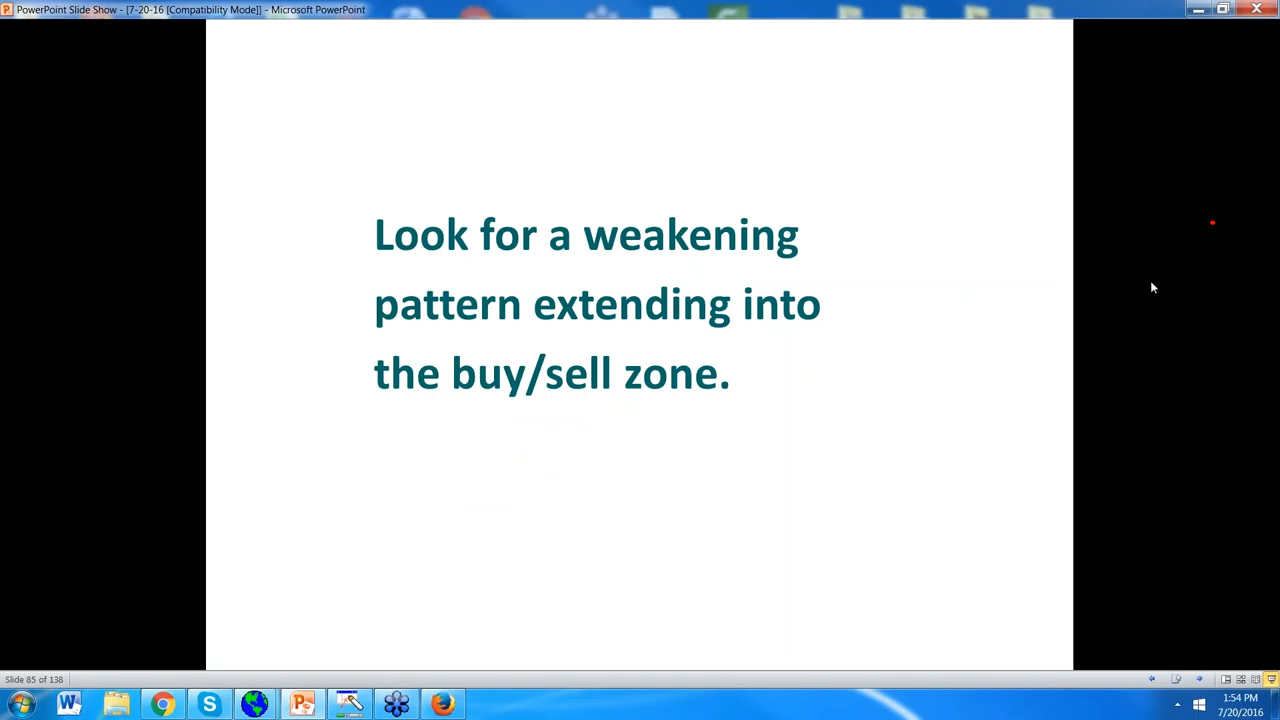 PowerPoint Slide Show - [7-20-16 [Compatibility Mode]] - Microsoft PowerPoint
Look for a weakening
pattern extending into
the buy/sell zone.
Slide 85 of 138
1:54 PM
7/20/2016